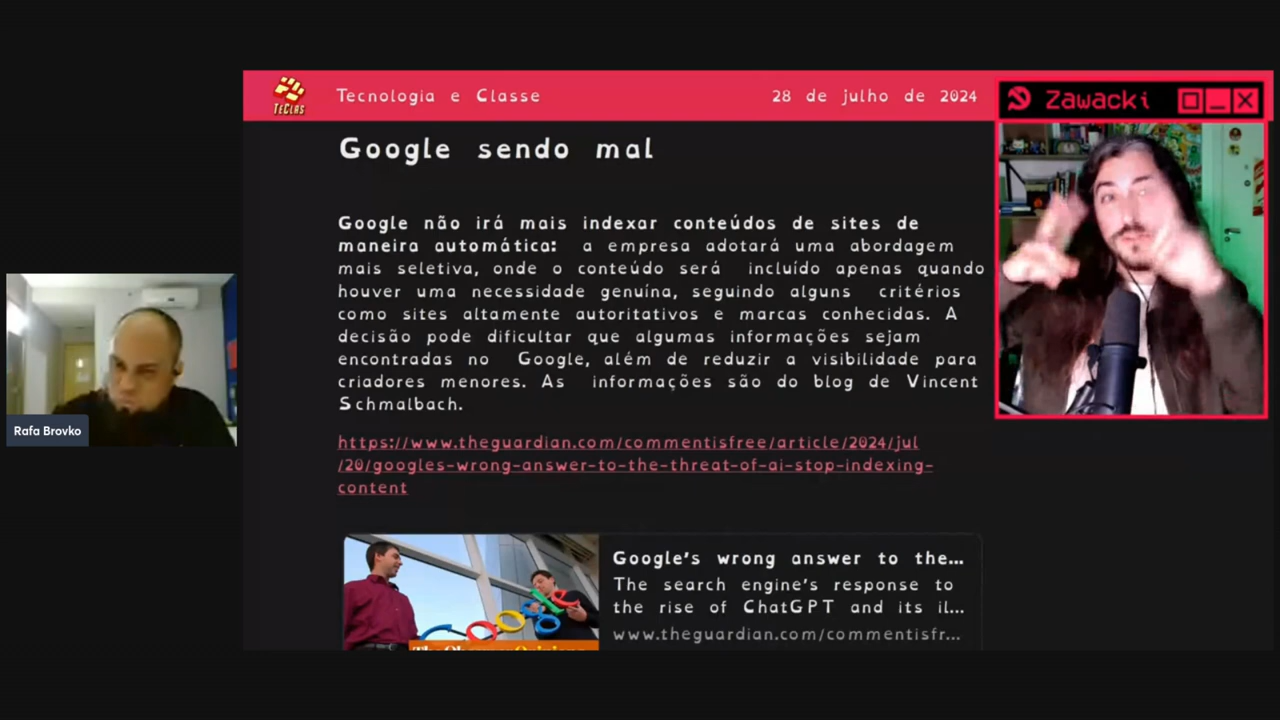 TECLAS
Tecnologia e Classe
28 de julho de 2024
Zawacki
Google sendo mal
Google não irá mais indexar conteúdos de sites de
maneira automática: a empresa adotará uma abordagem
mais seletiva, onde o conteúdo será incluído apenas quando
houver uma necessidade genuína, seguindo alguns critérios
como sites altamente autoritativos e marcas conhecidas. A
decisão pode dificultar que algumas informações sejam
encontradas no Google, além de reduzir a visibilidade para
criadores menores. As informações são do blog de Vincent
Schmalbach.
https://www.theguardian.com/commentisfree/article/2024/jul
/20/googles-wrong-answer-to-the-threat-of-ai-stop-indexing-
content
Google's wrong answer to the...
The search engine's response to
the rise of ChatGPT and its il...
www.theguardian.com/commentisfr...
Rafa Brovko